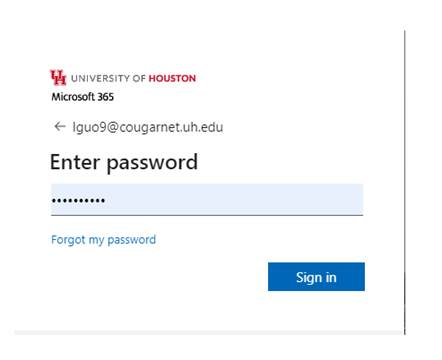 UNIVERSITY OF HOUSTON
Microsoft 365
← lguo9@cougarnet.uh.edu
Enter password
••••••••••
Forgot my password
Sign in